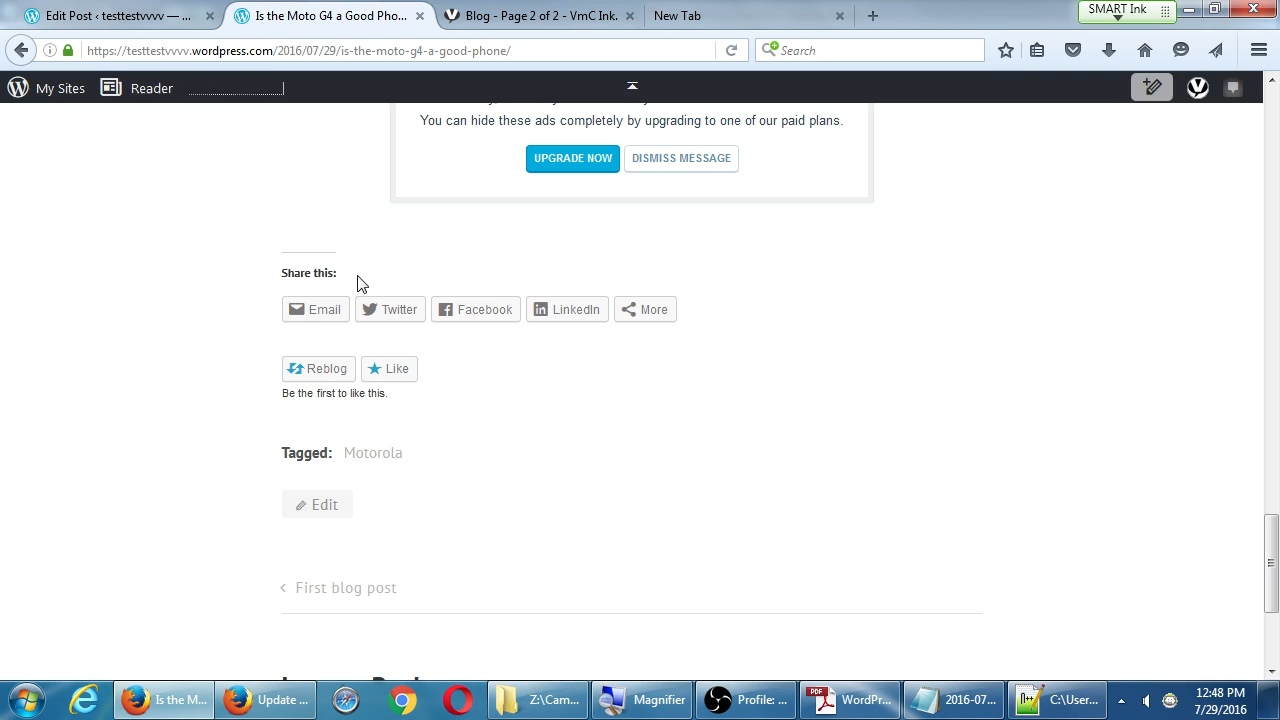 SMART Ink
Edit Post ‹ testtestvvvv — ...
Is the Moto G4 a Good Pho...
Blog - Page 2 of 2 - YmC Ink.
New Tab
https://testtestvvvv.wordpress.com/2016/07/29/is-the-moto-g4-a-good-phone/
Search
My Sites
Reader
You can hide these ads completely by upgrading to one of our paid plans.
UPGRADE NOW
DISMISS MESSAGE
Share this:
Email
Twitter
Facebook
LinkedIn
More
Reblog
Like
Be the first to like this.
Tagged: Motorola
Edit
‹ First blog post
Is the M...
Update ...
Z:\Cam...
Magnifier
Profile: ...
PDF
WordPr...
2016-07...
C:\User...
12:48 PM
7/29/2016